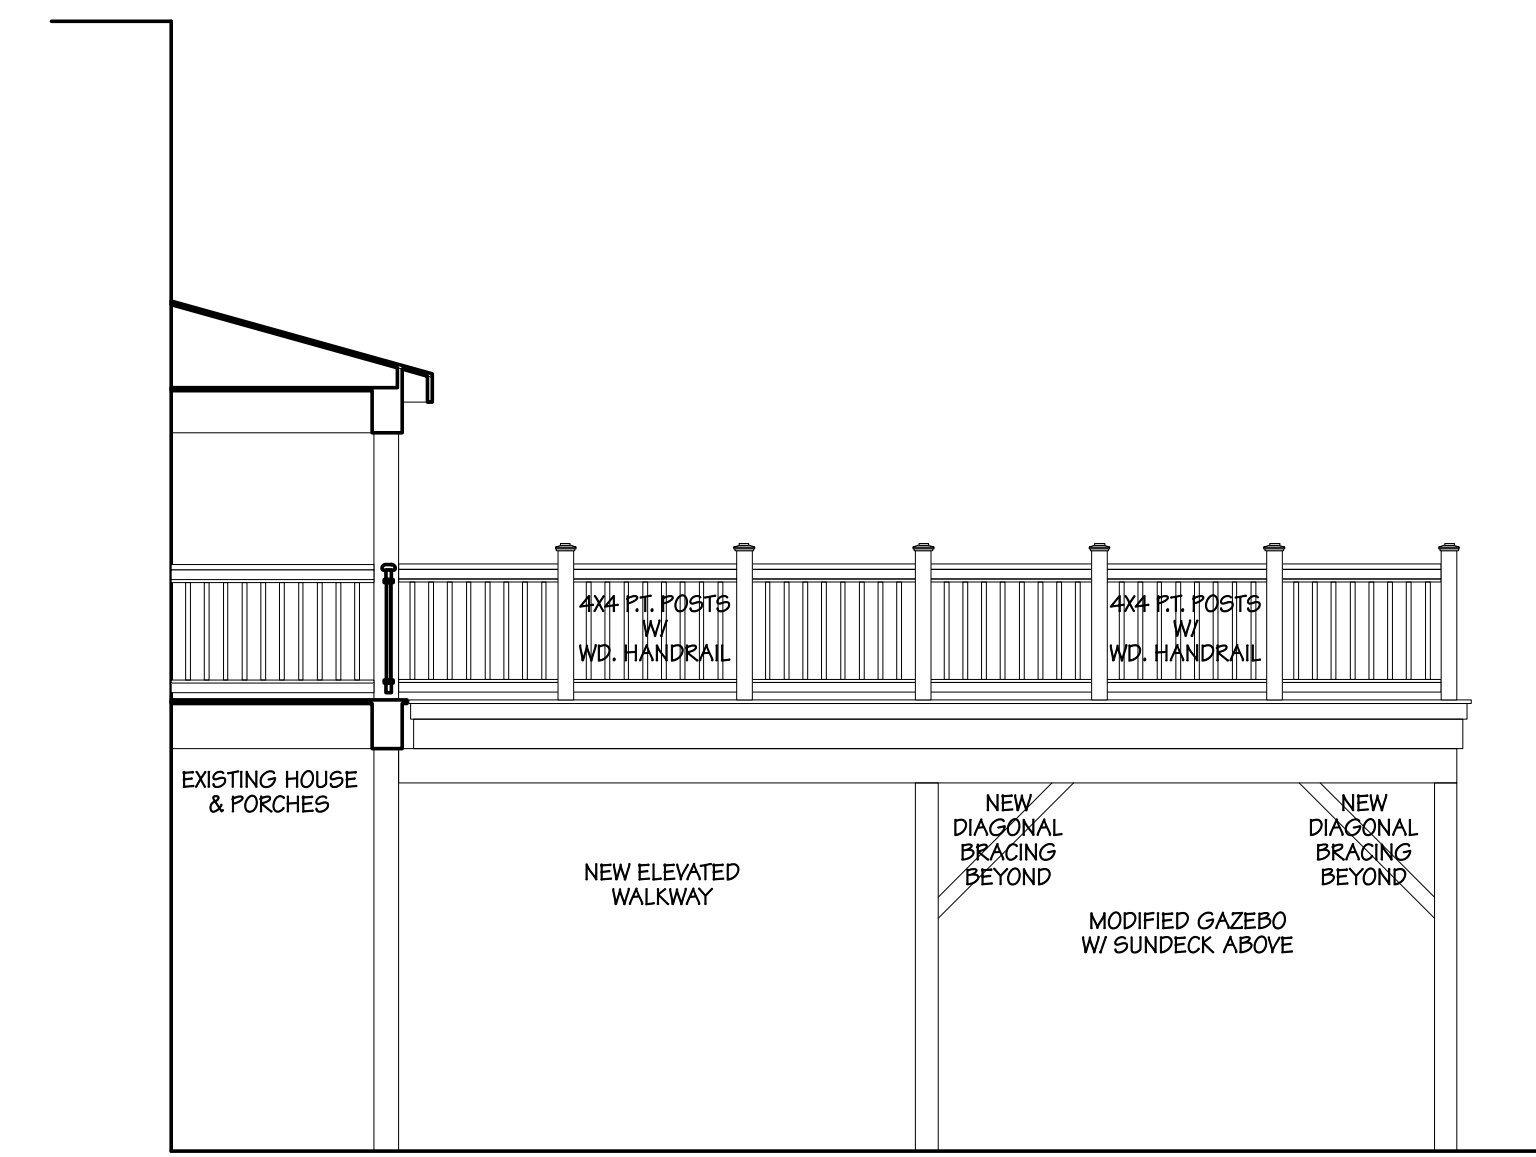 4X4 P.T. POSTS
W/
WD. HANDRAIL
4X4 P.T. POSTS
W/
WD. HANDRAIL
EXISTING HOUSE
& PORCHES
NEW ELEVATED
WALKWAY
NEW
DIAGONAL
BRACING
BEYOND
NEW
DIAGONAL
BRACING
BEYOND
MODIFIED GAZEBO
W/ SUNDECK ABOVE